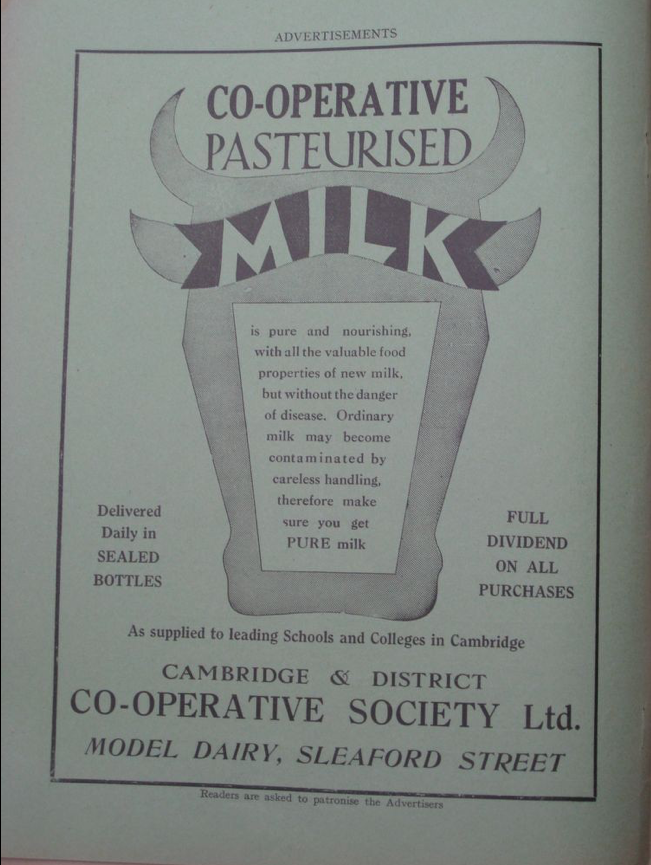 ADVERTISEMENTS
CO-OPERATIVE
PASTEURISED
MILK
is pure and nourishing,
with all the valuable food
properties of new milk,
but without the danger
of disease. Ordinary
milk may become
contaminated by
careless handling,
therefore make
sure you get
PURE milk
Delivered
Daily in
SEALED
BOTTLES
FULL
DIVIDEND
ON ALL
PURCHASES
As supplied to leading Schools and Colleges in Cambridge
CAMBRIDGE & DISTRICT
CO-OPERATIVE SOCIETY Ltd.
MODEL DAIRY, SLEAFORD STREET
Readers are asked to patronise the Advertisers